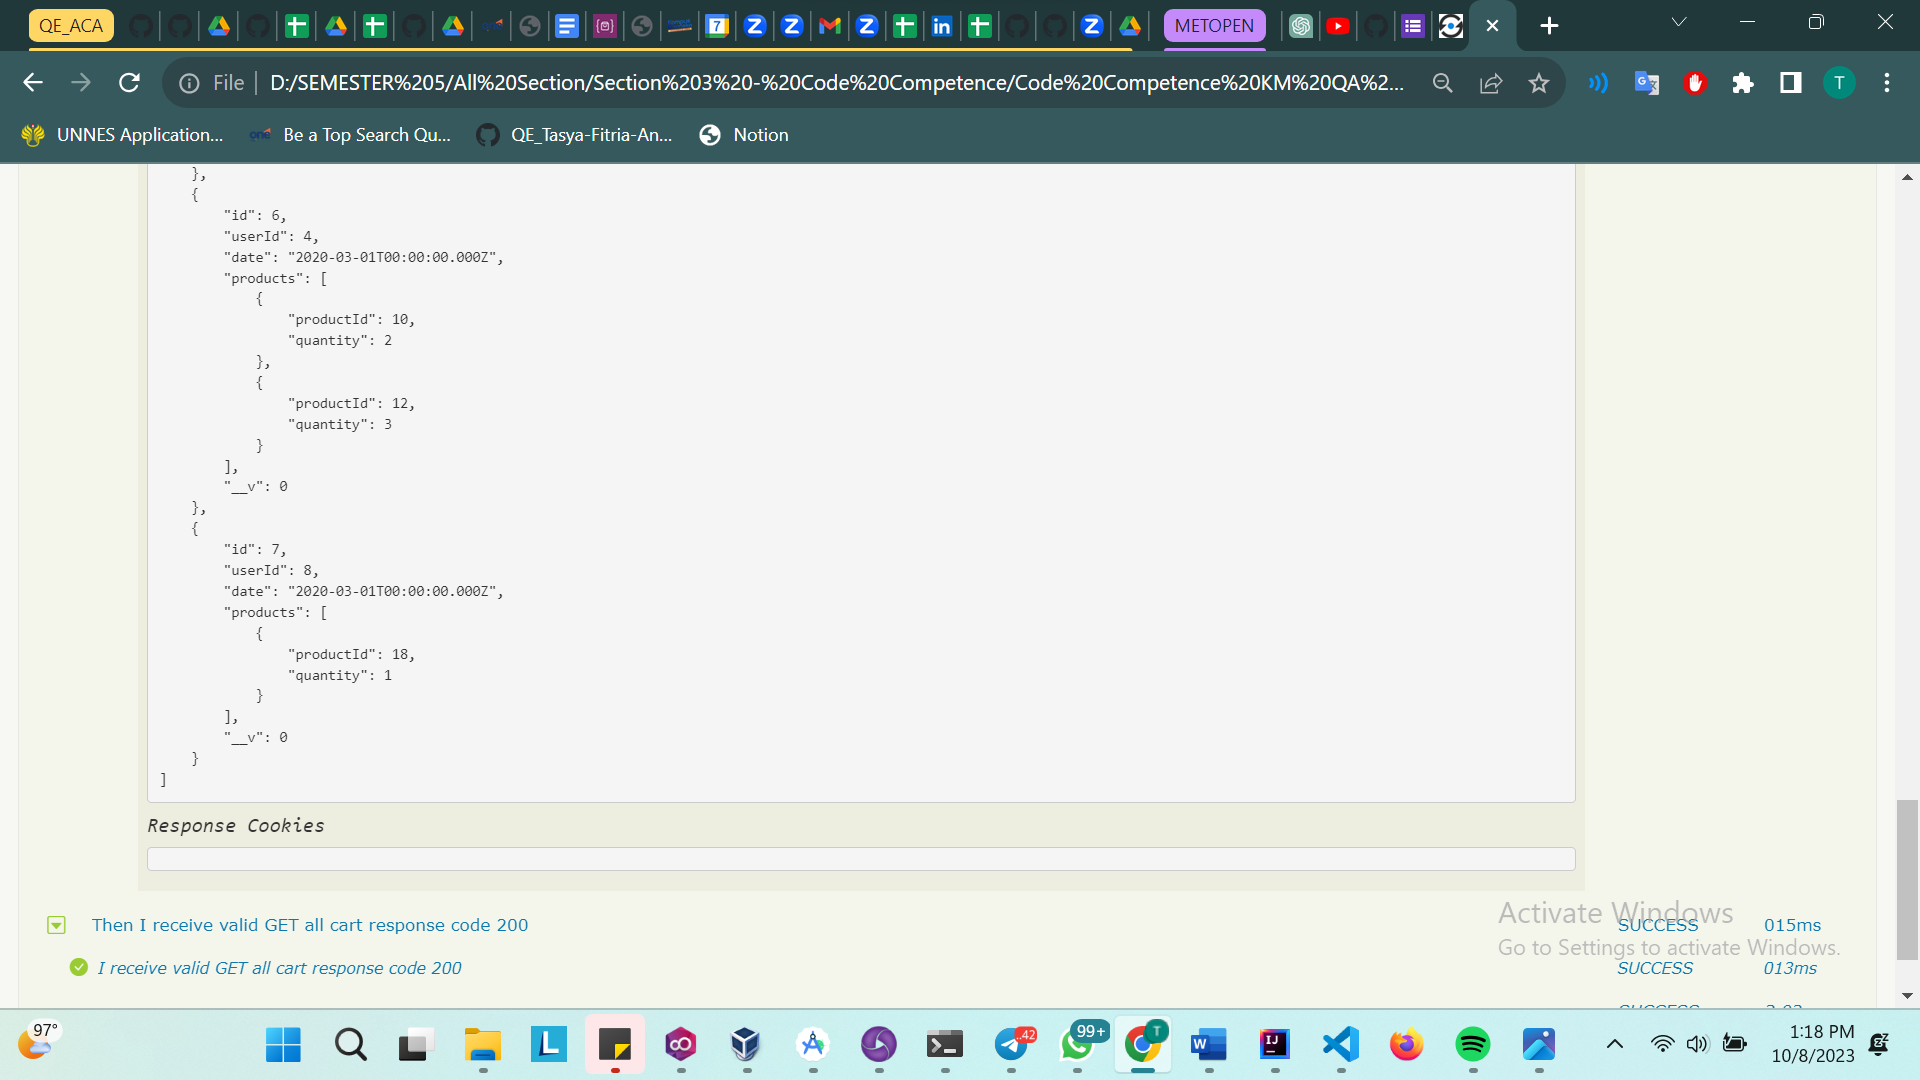 QE_ACA
METOPEN
File
D:/SEMESTER%205/All%20Section/Section%203%20-%20Code%20Competence/Code%20Competence%20KM%20QA%2...
UNNES Application...
Be a Top Search Qu...
QE_Tasya-Fitria-An...
Notion
},
{
"id": 6,
"userId": 4,
"date": "2020-03-01T00:00:00.000Z",
"products": [
{
"productId": 10,
"quantity": 2
},
{
"productId": 12,
"quantity": 3
}
],
"__v": 0
},
{
"id": 7,
"userId": 8,
"date": "2020-03-01T00:00:00.000Z",
"products": [
{
"productId": 18,
"quantity": 1
}
],
"__v": 0
}
]
Response Cookies
Then I receive valid GET all cart response code 200 SUCCESS 015ms
I receive valid GET all cart response code 200 SUCCESS 013ms
Activate Windows
Go to Settings to activate Windows.
97°
42
99+
T
1:18 PM
10/8/2023